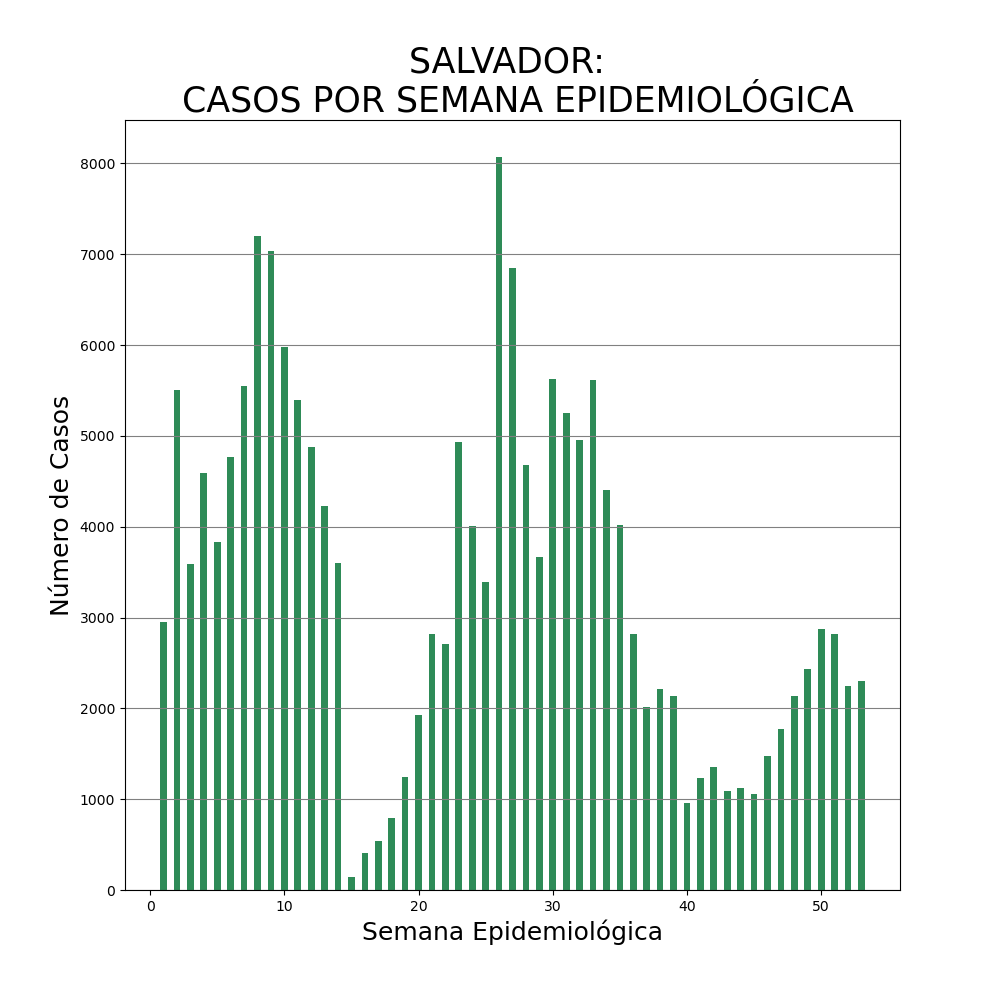 SALVADOR:
CASOS POR SEMANA EPIDEMIOLÓGICA
8000
7000
6000
5000
4000
3000
2000
1000
0
Número de Casos
0 10 20 30 40 50
Semana Epidemiológica